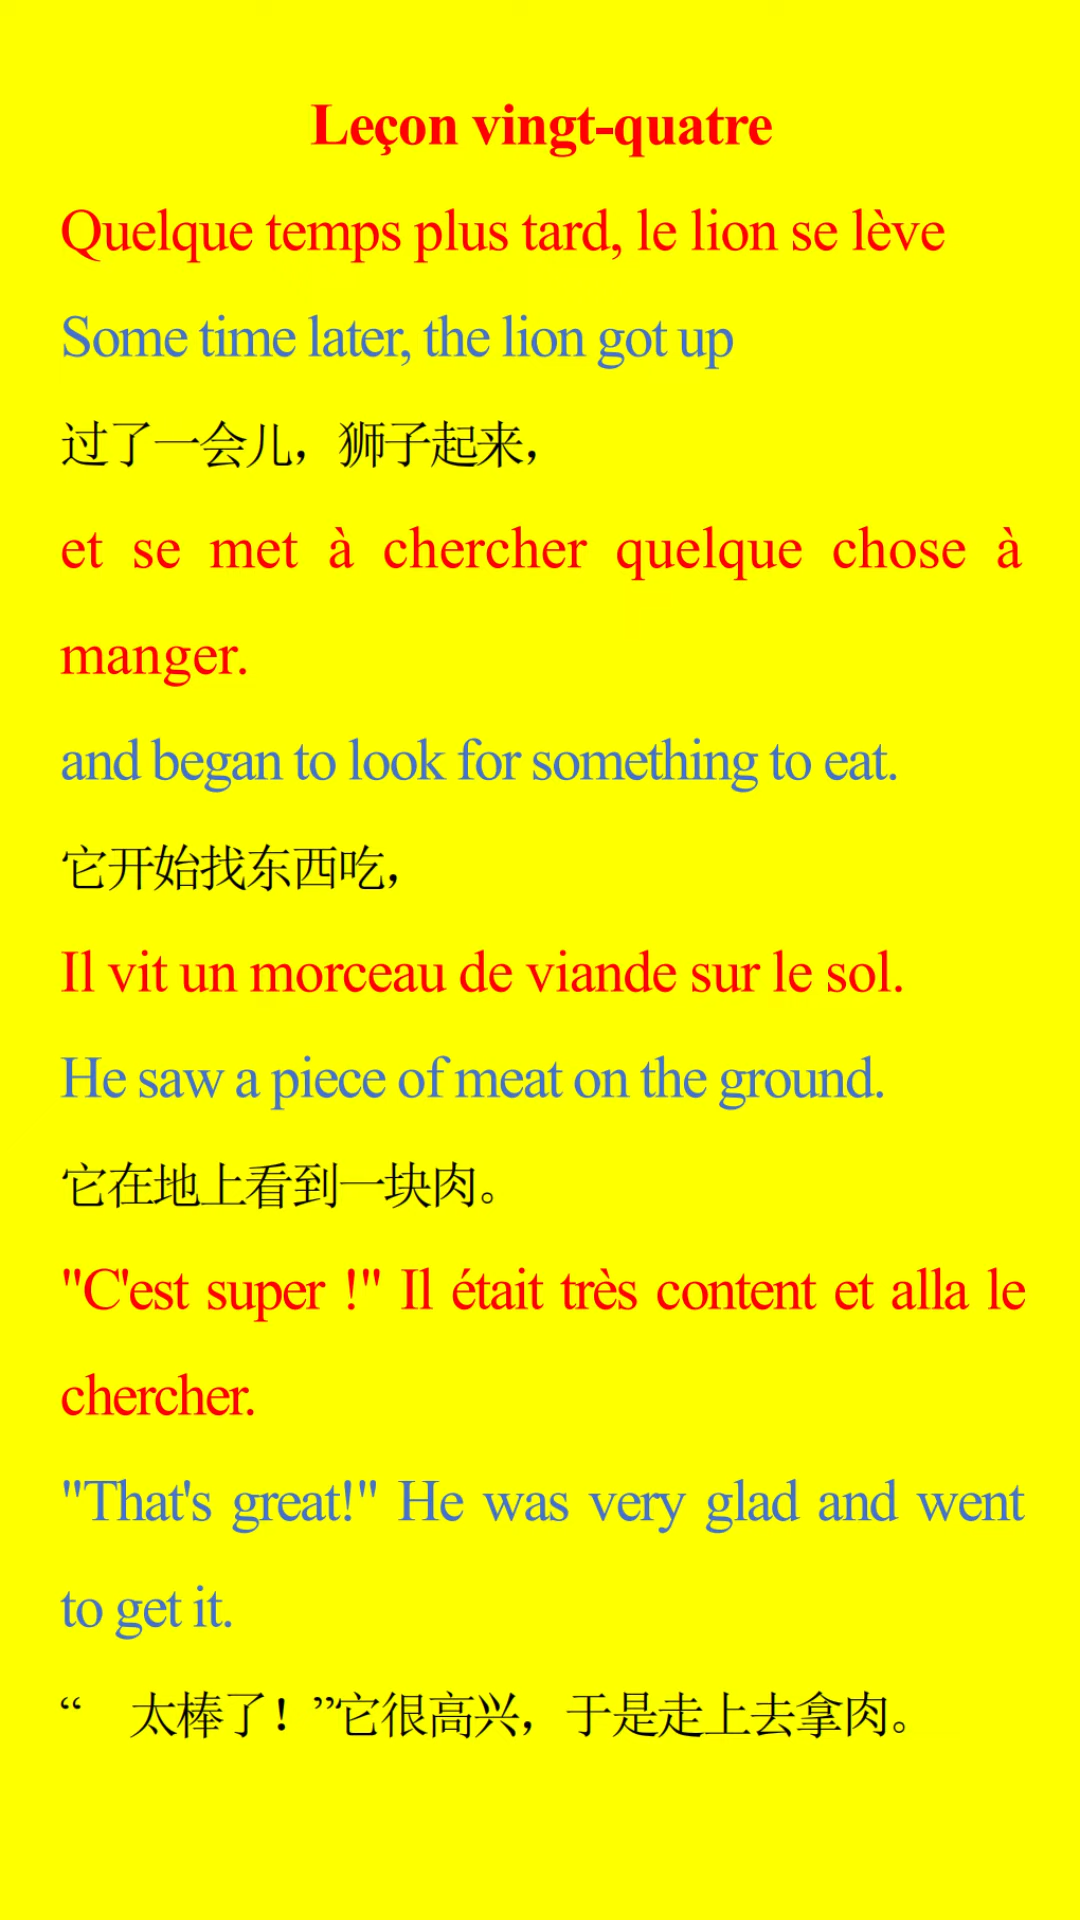 Leçon vingt-quatre
Quelque temps plus tard, le lion se lève
Some time later, the lion got up
过了一会儿，狮子起来，
et se met à chercher quelque chose à
manger.
and began to look for something to eat.
它开始找东西吃，
Il vit un morceau de viande sur le sol.
He saw a piece of meat on the ground.
它在地上看到一块肉。
"C'est super !" Il était très content et alla le
chercher.
"That's great!" He was very glad and went
to get it.
“　太棒了！”它很高兴，于是走上去拿肉。